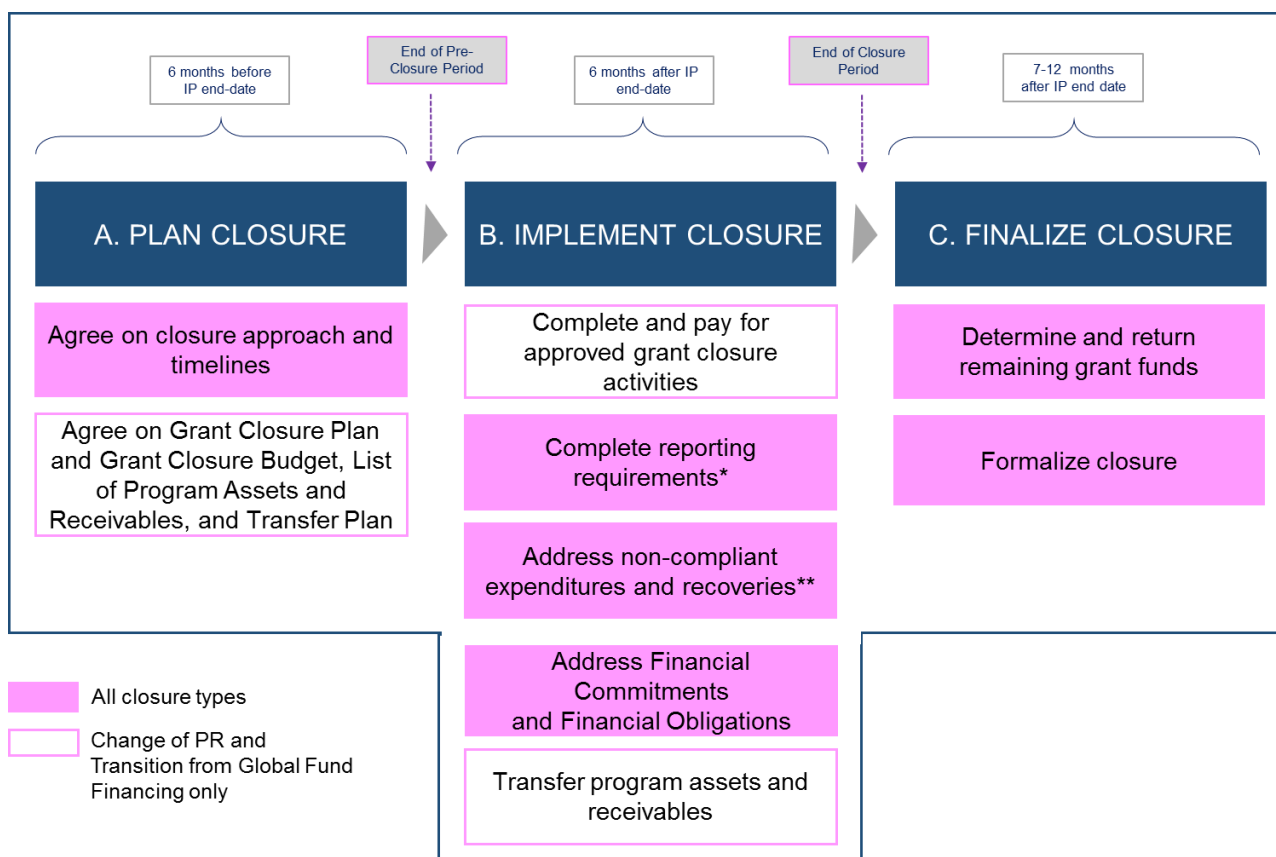 6 months before
IP end-date
End of Pre-
Closure Period
6 months after IP
end-date
End of Closure
Period
7-12 months
after IP end date
A. PLAN CLOSURE
B. IMPLEMENT CLOSURE
C. FINALIZE CLOSURE
Agree on closure approach and
timelines
Agree on Grant Closure Plan
and Grant Closure Budget, List
of Program Assets and
Receivables, and Transfer Plan
Complete and pay for
approved grant closure
activities
Complete reporting
requirements*
Address non-compliant
expenditures and recoveries**
Address Financial
Commitments
and Financial Obligations
Transfer program assets and
receivables
Determine and return
remaining grant funds
Formalize closure
All closure types
Change of PR and
Transition from Global Fund
Financing only